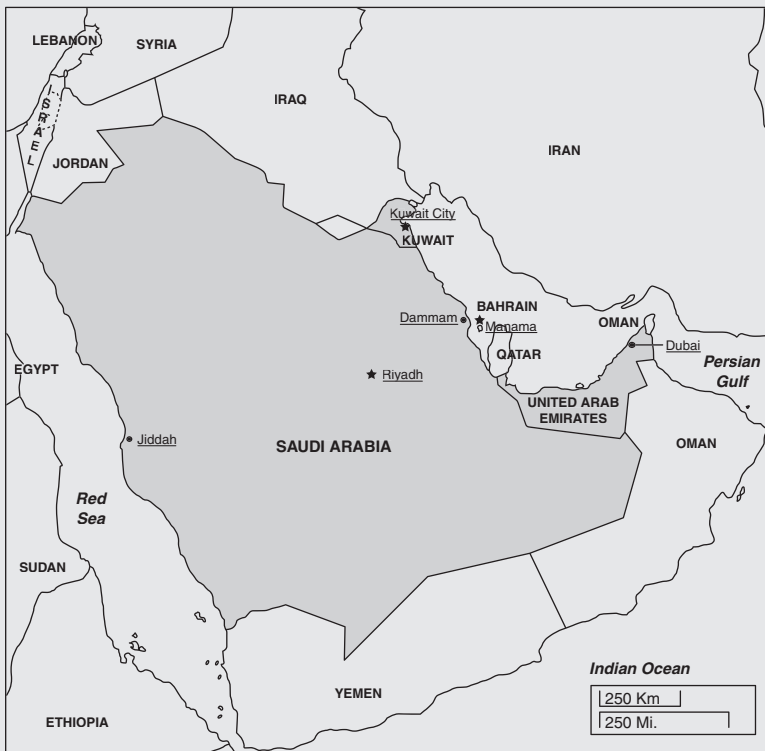 LEBANON
SYRIA
IRAQ
IRAN
ISRAEL
JORDAN
Kuwait City
KUWAIT
BAHRAIN
Dammam
Manama
OMAN
QATAR
Dubai
Persian
Gulf
EGYPT
Riyadh
UNITED ARAB
EMIRATES
Jiddah
SAUDI ARABIA
OMAN
Red
Sea
SUDAN
Indian Ocean
YEMEN
250 Km
250 Mi.
ETHIOPIA